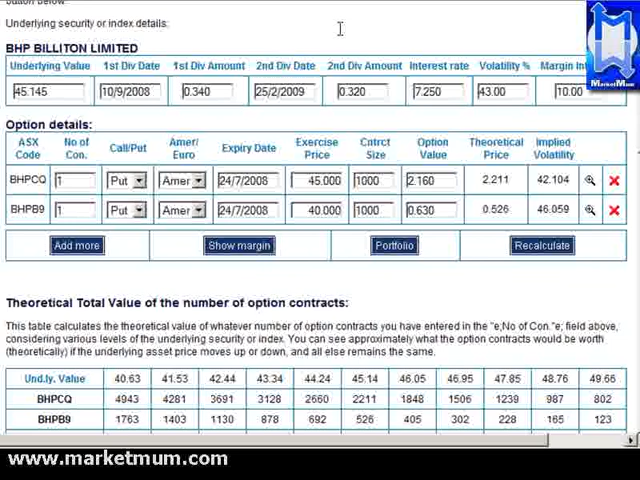 Underlying security or index details:
BHP BILLITON LIMITED
Underlying Value 1st Div Date 1st Div Amount 2nd Div Date 2nd Div Amount Interest rate Volatility % Margin Int
45.145 10/9/2008 0.340 25/2/2009 0.320 7.250 43.00 10.00
MarketMum
Option details:
ASX Code No of Con. Call/Put Amer/ Euro Expiry Date Exercise Price Cntrct Size Option Value Theoretical Price Implied Volatility
BHPCQ 1 Put Amer 24/7/2008 45.000 1000 2.160 2.211 42.104
BHPB9 1 Put Amer 24/7/2008 40.000 1000 0.630 0.526 46.059
Add more Show margin Portfolio Recalculate
Theoretical Total Value of the number of option contracts:
This table calculates the theoretical value of whatever number of option contracts you have entered in the "e;No of Con."e; field above,
considering various levels of the underlying security or index. You can see approximately what the option contracts would be worth
(theoretically) if the underlying asset price moves up or down, and all else remains the same.
Und.ly. Value 40.63 41.53 42.44 43.34 44.24 45.14 46.05 46.95 47.85 48.76 49.66
BHPCQ 4943 4281 3691 3128 2660 2211 1848 1506 1239 987 802
BHPB9 1763 1403 1130 878 692 526 405 302 228 165 123
www.marketmum.com